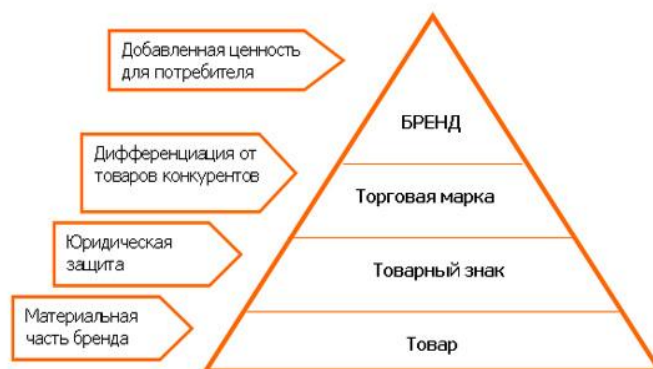 Добавленная ценность
для потребителя
БРЕНД
Дифференциация от
товаров конкурентов
Торговая марка
Юридическая
защита
Товарный знак
Материальная
часть бренда
Товар